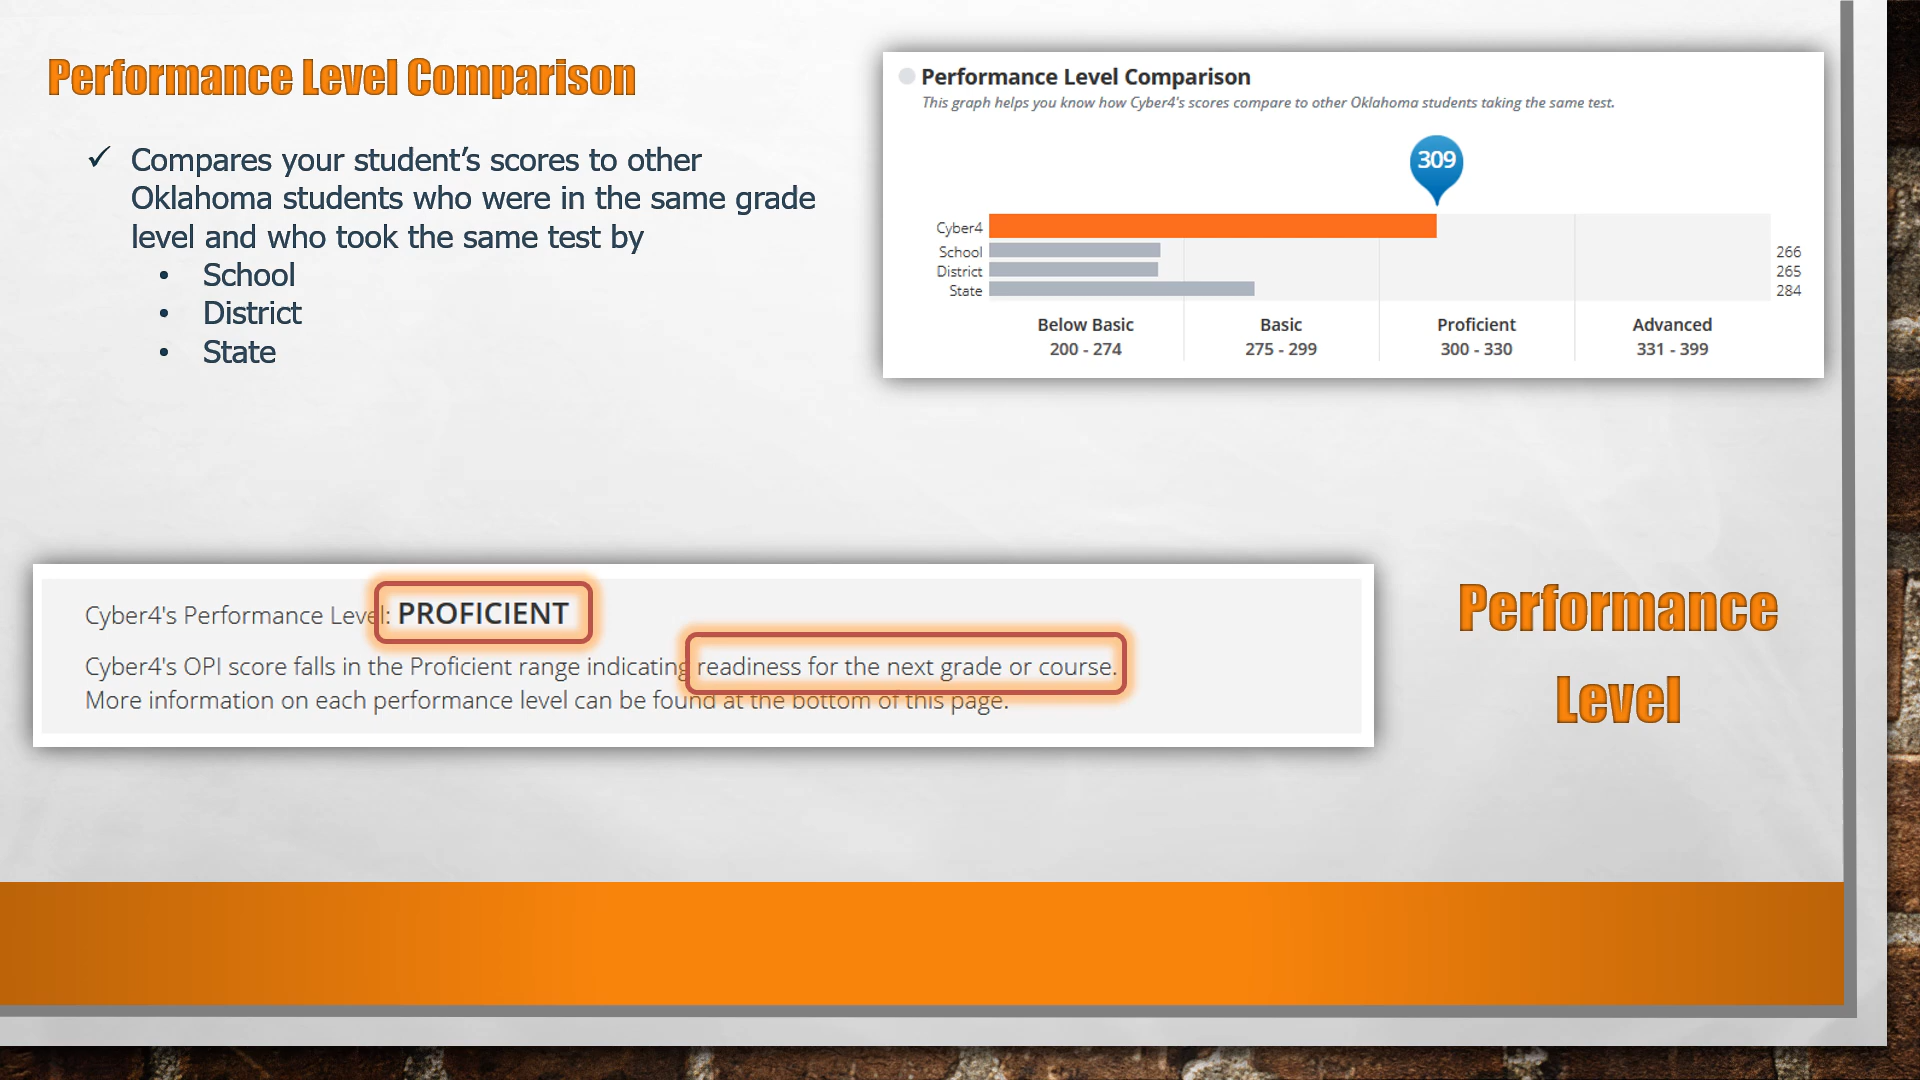 Performance Level Comparison
✓ Compares your student’s scores to other
Oklahoma students who were in the same grade
level and who took the same test by
• School
• District
• State
Performance Level Comparison
This graph helps you know how Cyber4's scores compare to other Oklahoma students taking the same test.
309
Cyber4
School 266
District 265
State 284
Below Basic Basic Proficient Advanced
200 - 274 275 - 299 300 - 330 331 - 399
Cyber4's Performance Level: PROFICIENT
Cyber4's OPI score falls in the Proficient range indicating readiness for the next grade or course.
More information on each performance level can be found at the bottom of this page.
Performance
Level